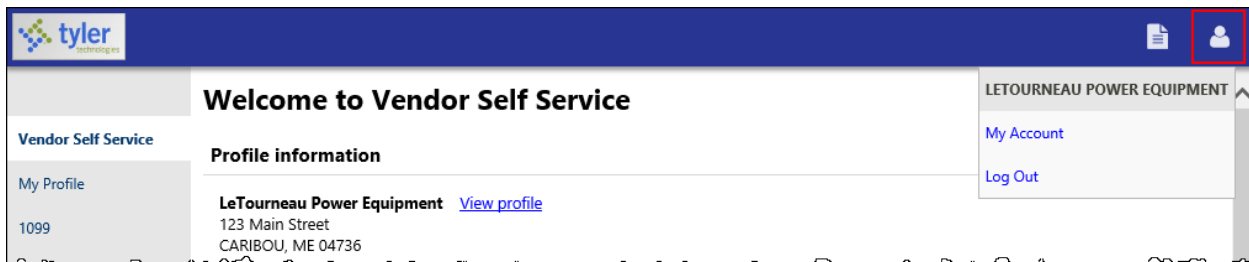 tyler
technologies
LETOURNEAU POWER EQUIPMENT
My Account
Log Out
Vendor Self Service
My Profile
1099
Welcome to Vendor Self Service
Profile information
LeTourneau Power Equipment View profile
123 Main Street
CARIBOU, ME 04736